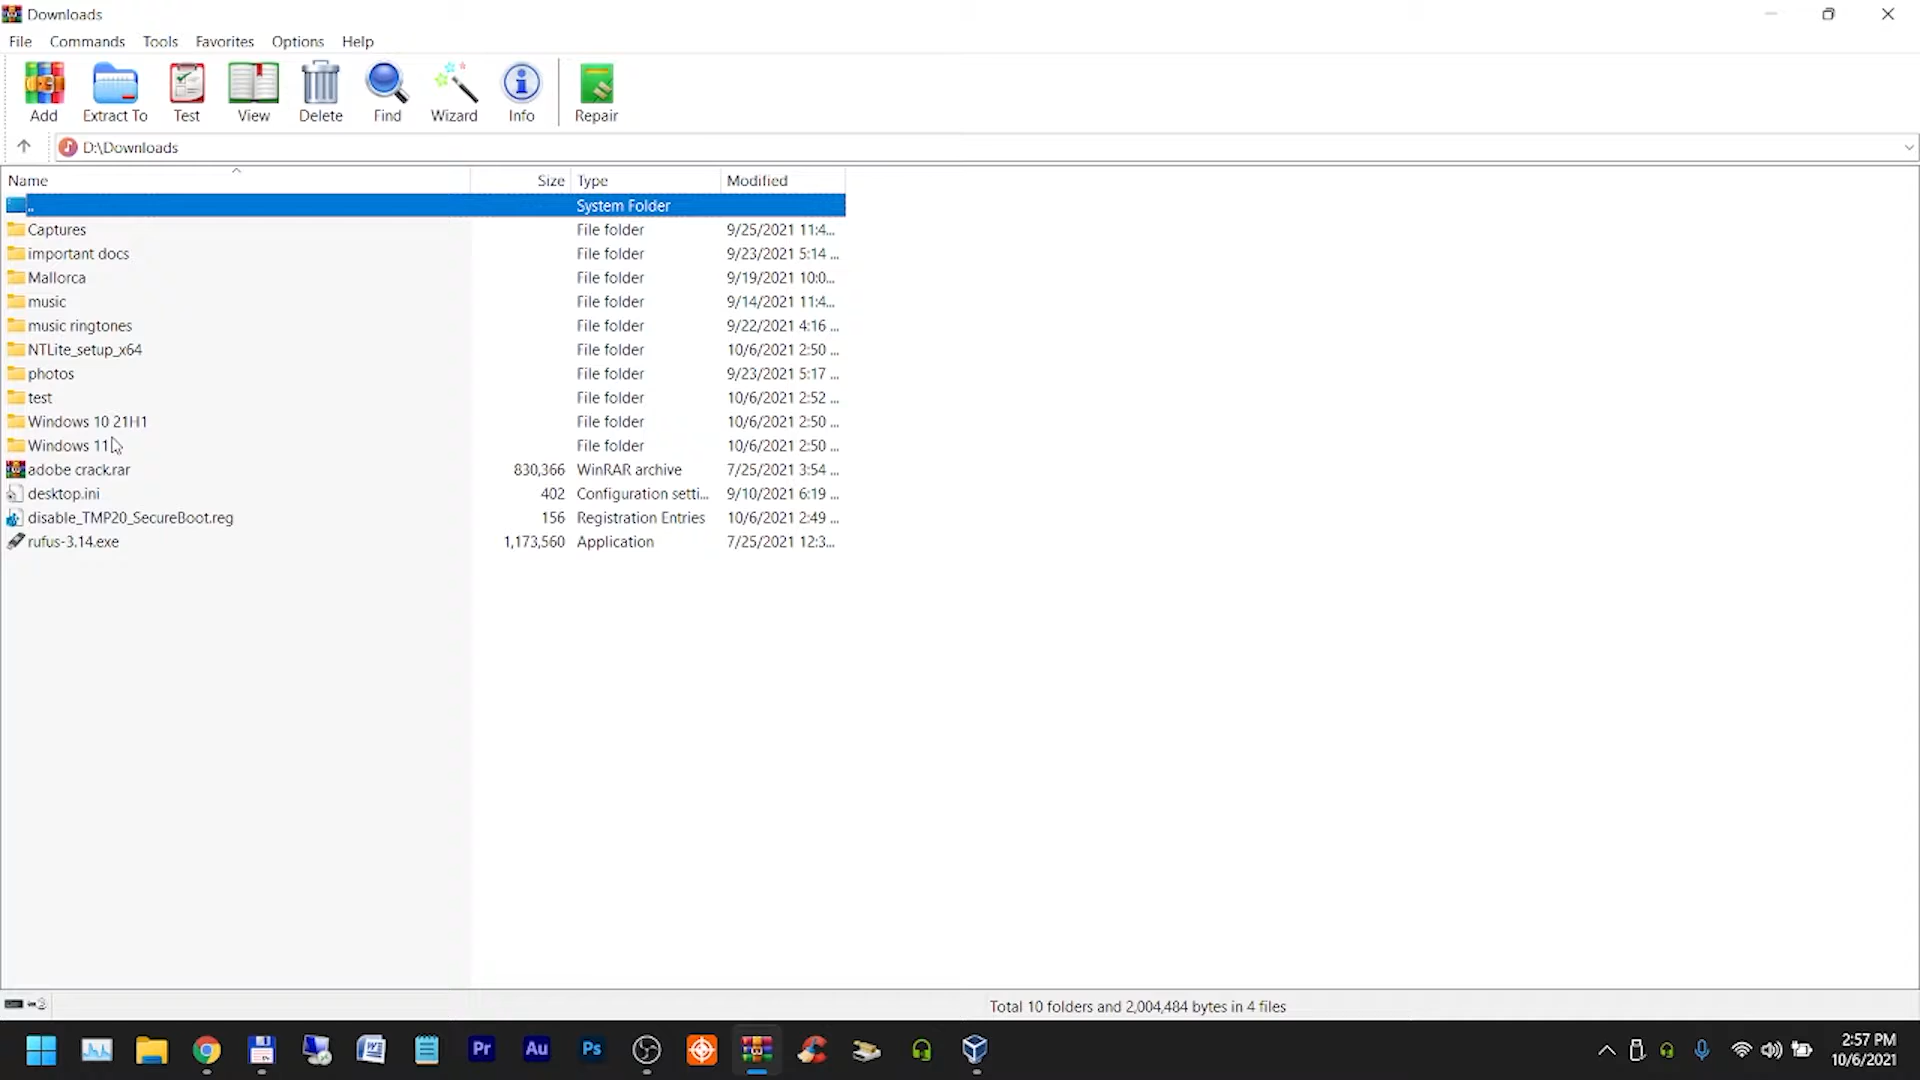 Downloads
File Commands Tools Favorites Options Help
Add Extract To Test View Delete Find Wizard Info Repair
D:\Downloads
Name Size Type Modified
.. System Folder
Captures File folder 9/25/2021 11:4...
important docs File folder 9/23/2021 5:14 ...
Mallorca File folder 9/19/2021 10:0...
music File folder 9/14/2021 11:4...
music ringtones File folder 9/22/2021 4:16 ...
NTLite_setup_x64 File folder 10/6/2021 2:50 ...
photos File folder 9/23/2021 5:17 ...
test File folder 10/6/2021 2:52 ...
Windows 10 21H1 File folder 10/6/2021 2:50 ...
Windows 11 File folder 10/6/2021 2:50 ...
adobe crack.rar 830,366 WinRAR archive 7/25/2021 3:54 ...
desktop.ini 402 Configuration setti... 9/10/2021 6:19 ...
disable_TMP20_SecureBoot.reg 156 Registration Entries 10/6/2021 2:49 ...
rufus-3.14.exe 1,173,560 Application 7/25/2021 12:3...
Total 10 folders and 2,004,484 bytes in 4 files
Pr Au Ps
2:57 PM
10/6/2021